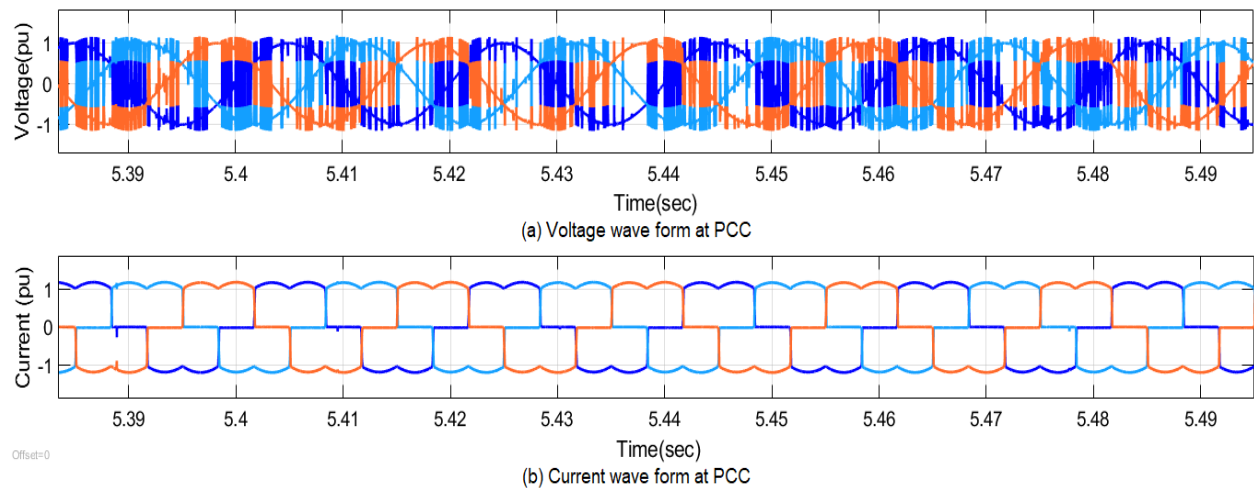 Voltage(pu)
1
0
-1
5.39 5.4 5.41 5.42 5.43 5.44 5.45 5.46 5.47 5.48 5.49
Time(sec)
(a) Voltage wave form at PCC
Current (pu)
1
0
-1
5.39 5.4 5.41 5.42 5.43 5.44 5.45 5.46 5.47 5.48 5.49
Time(sec)
Offset=0
(b) Current wave form at PCC